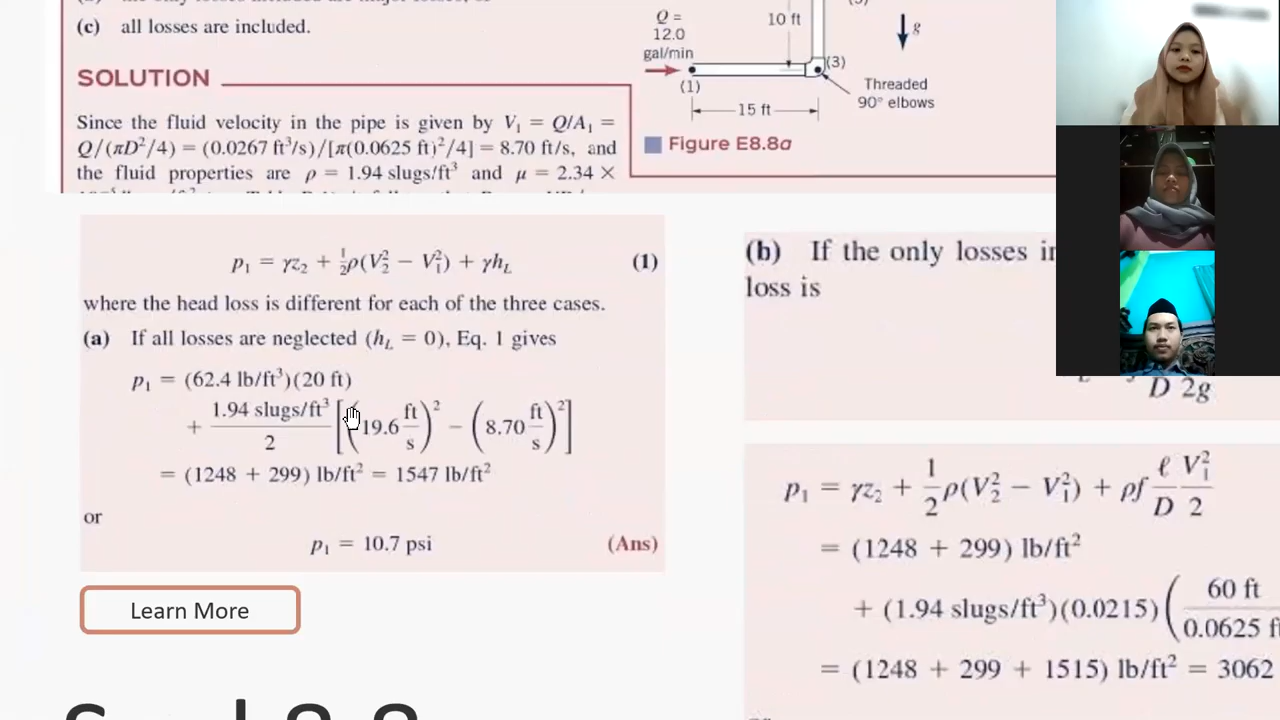 (c) all losses are included.
SOLUTION
Since the fluid velocity in the pipe is given by V₁ = Q/A₁ =
Q/(πD²/4) = (0.0267 ft³/s)/[π(0.0625 ft)²/4] = 8.70 ft/s, and
the fluid properties are ρ = 1.94 slugs/ft³ and μ = 2.34 ×
Q =
12.0
gal/min
10 ft
g
(3)
(1)
Threaded
90° elbows
15 ft
Figure E8.8a
p₁ = γz₂ + ½ρ(V₂² − V₁²) + γh_L (1)
where the head loss is different for each of the three cases.
(a) If all losses are neglected (h_L = 0), Eq. 1 gives
p₁ = (62.4 lb/ft³)(20 ft)
+ 1.94 slugs/ft³ / 2 [(19.6 ft/s)² − (8.70 ft/s)²]
= (1248 + 299) lb/ft² = 1547 lb/ft²
or
p₁ = 10.7 psi (Ans)
Learn More
(b) If the only losses
loss is
D 2g
p₁ = γz₂ + 1/2 ρ(V₂² − V₁²) + ρf ℓ/D V₁²/2
= (1248 + 299) lb/ft²
+ (1.94 slugs/ft³)(0.0215)(60 ft / 0.0625
= (1248 + 299 + 1515) lb/ft² = 3062